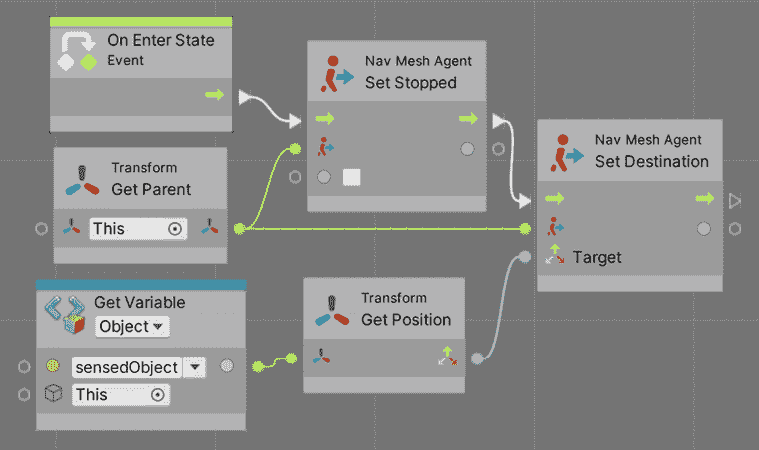 On Enter State
Event
Nav Mesh Agent
Set Stopped
Nav Mesh Agent
Set Destination
Target
Transform
Get Parent
This
Get Variable
Object
sensedObject
This
Transform
Get Position